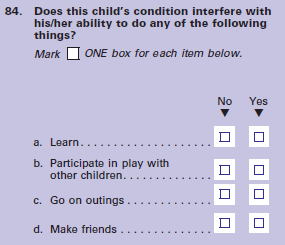 84. Does this child's condition interfere with
his/her ability to do any of the following
things?
Mark ONE box for each item below.
No Yes
a. Learn. . . . . . . . . . . . . . . . . . . .
b. Participate in play with
other children. . . . . . . . . . . . . .
c. Go on outings . . . . . . . . . . . . .
d. Make friends . . . . . . . . . . . . . .